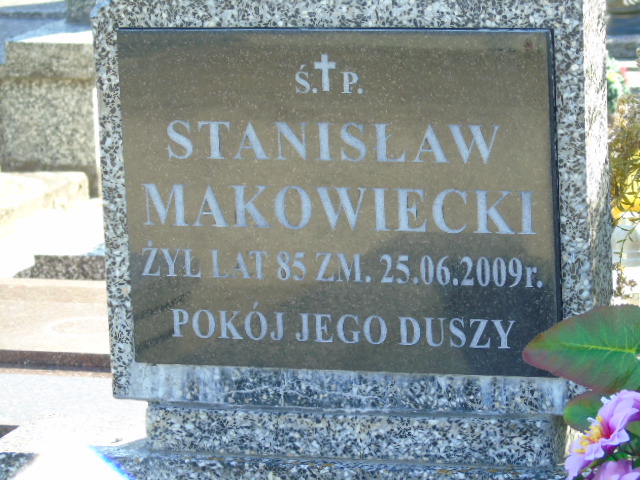 Ś.✝P.
STANISŁAW
MAKOWIECKI
ŻYŁ LAT 85 ZM. 25.06.2009r.
POKÓJ JEGO DUSZY